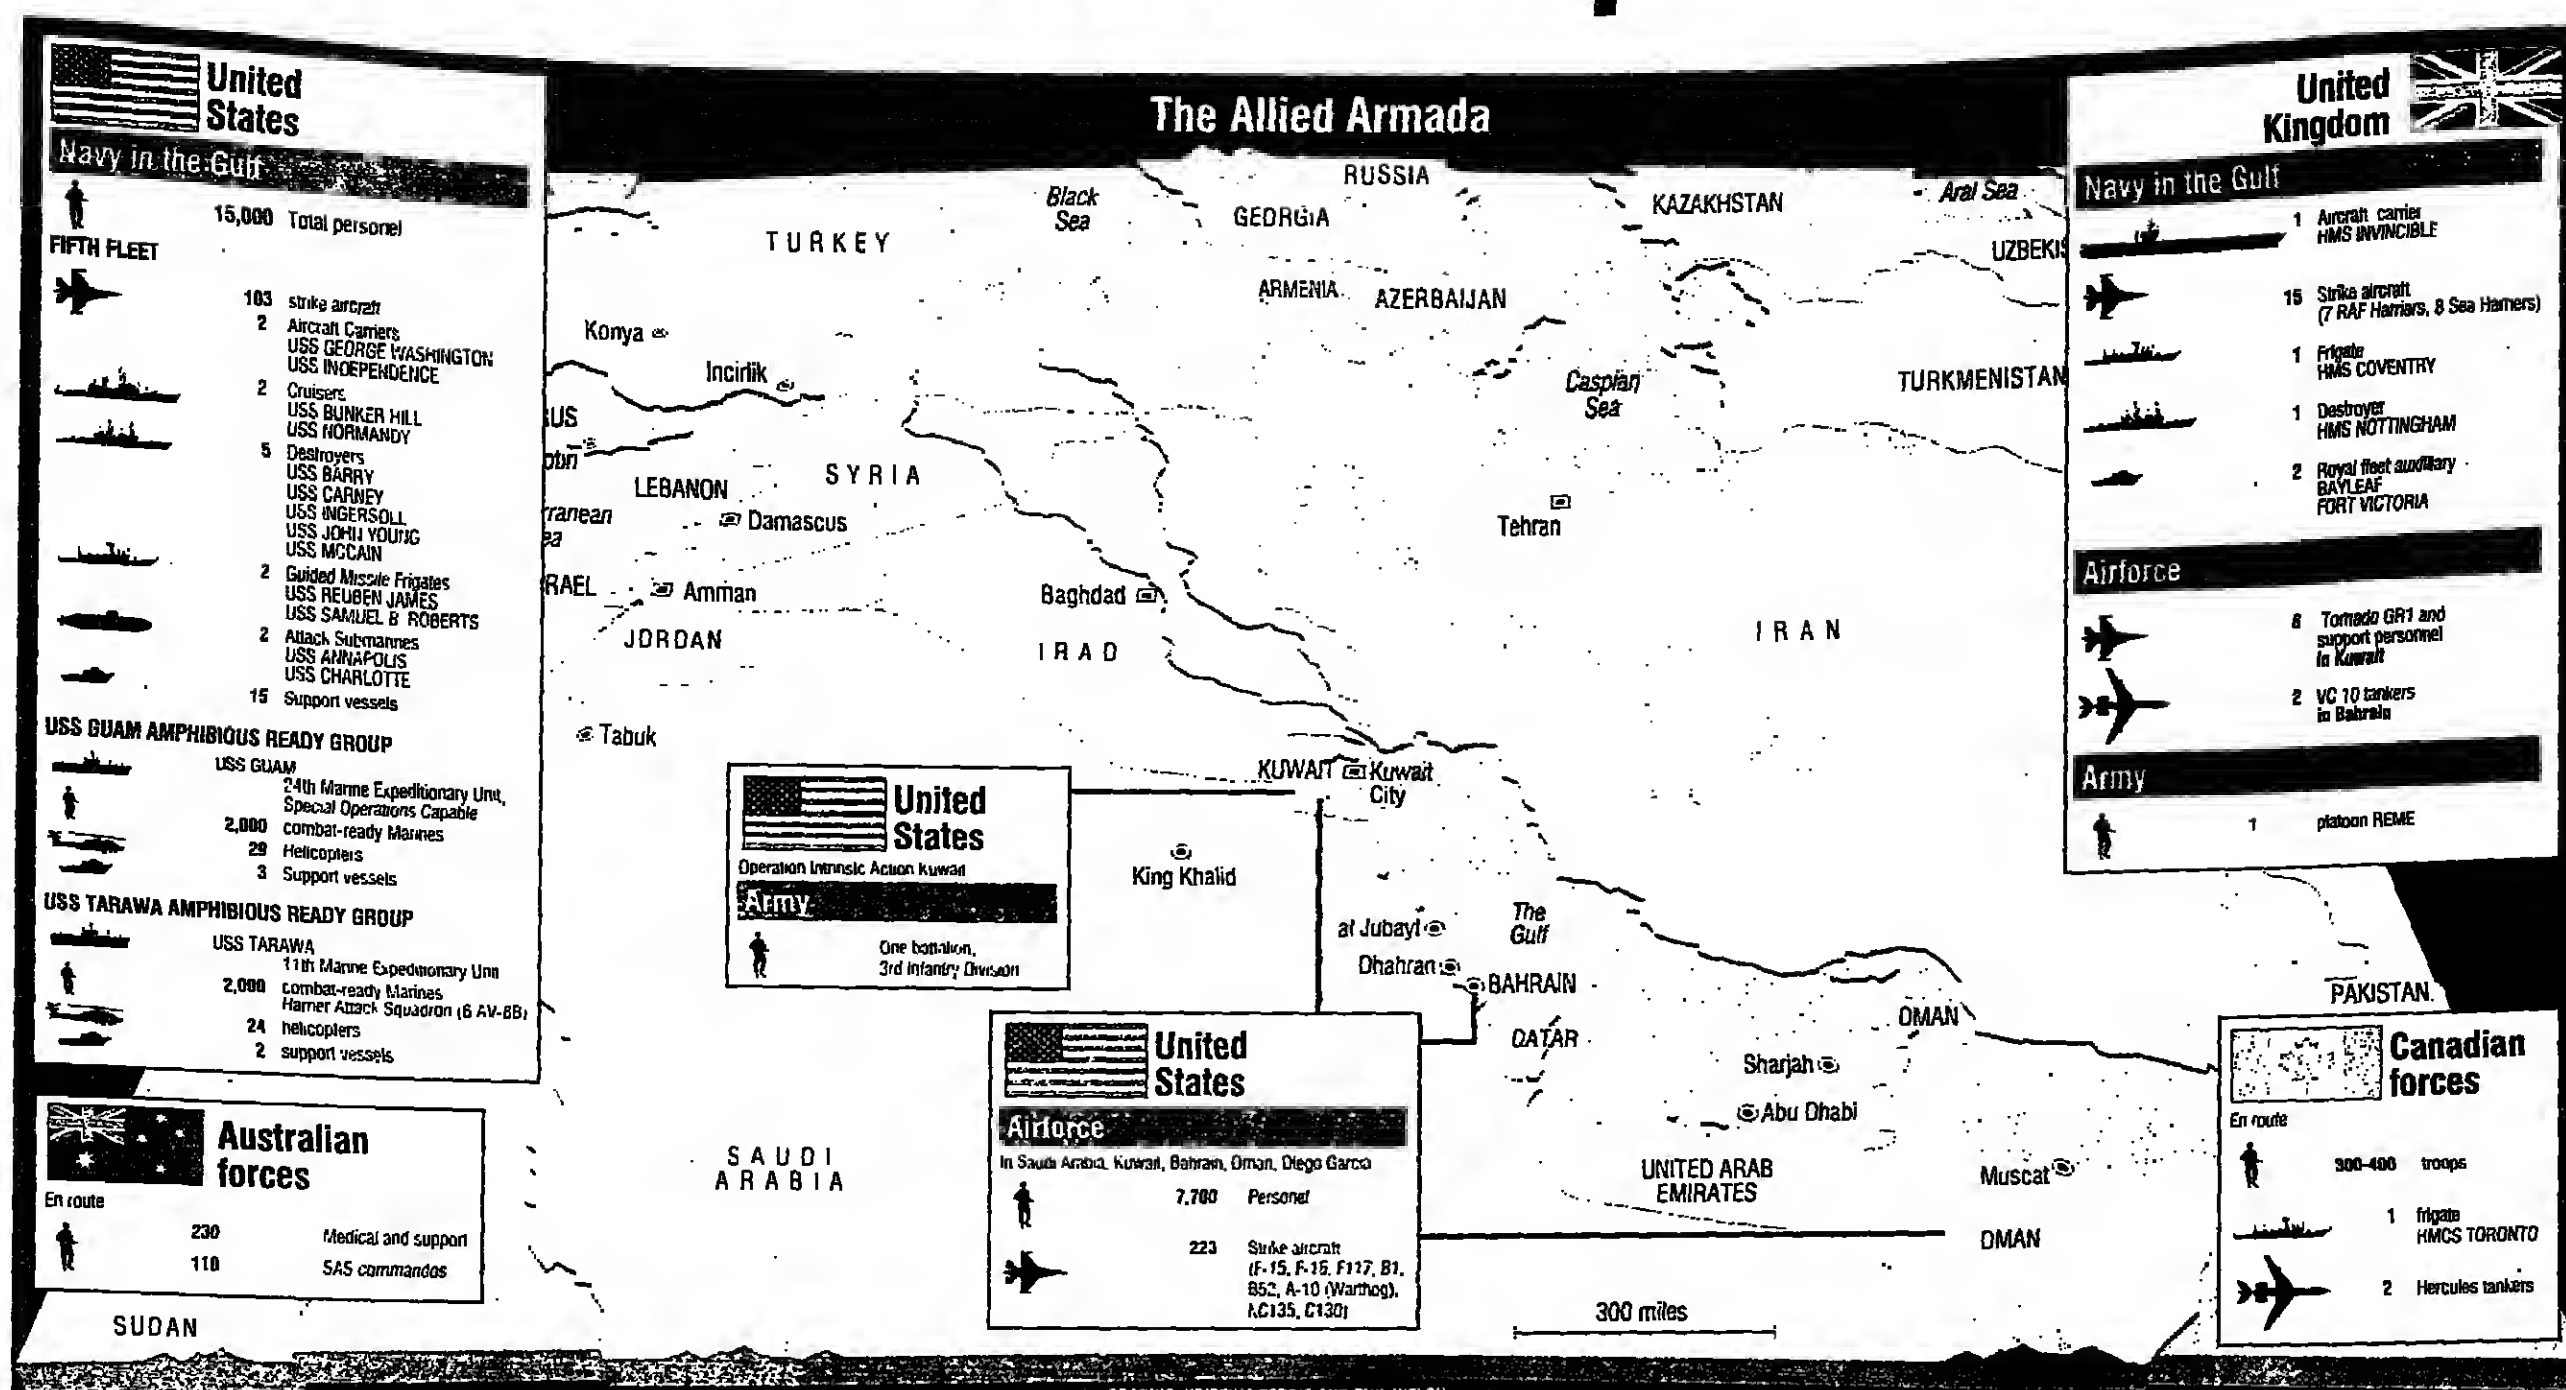 The Allied Armada
United
States
Navy in the Gulf
15,000 Total personel
FIFTH FLEET
103 strike aircraft
2 Aircraft Carriers
USS GEORGE WASHINGTON
USS INDEPENDENCE
2 Cruisers
USS BUNKER HILL
USS NORMANDY
5 Destroyers
USS BARRY
USS CARNEY
USS INGERSOLL
USS JOHN YOUNG
USS MCCAIN
2 Guided Missile Frigates
USS REUBEN JAMES
USS SAMUEL B ROBERTS
2 Attack Submarines
USS ANNAPOLIS
USS CHARLOTTE
15 Support vessels
USS GUAM AMPHIBIOUS READY GROUP
USS GUAM
24th Marine Expeditionary Unit,
Special Operations Capable
2,000 combat-ready Marines
29 Helicopters
3 Support vessels
USS TARAWA AMPHIBIOUS READY GROUP
USS TARAWA
11th Marine Expeditionary Unit
2,000 combat-ready Marines
Harrier Attack Squadron (6 AV-8B)
24 helicopters
2 support vessels
Australian
forces
En route
230 Medical and support
110 SAS commandos
SUDAN
Black
Sea
RUSSIA
GEORGIA
KAZAKHSTAN
Aral Sea
UZBEKIS
TURKEY
ARMENIA
AZERBAIJAN
Konya
Incirlik
Caspian
Sea
TURKMENISTAN
RUS
LEBANON
SYRIA
rranean
ea
Damascus
Tehran
RAEL
Amman
Baghdad
JORDAN
IRAQ
IRAN
Tabuk
KUWAIT
Kuwait
City
King Khalid
al Jubayl
The
Gulf
Dhahran
BAHRAIN
QATAR
OMAN
PAKISTAN
Sharjah
Abu Dhabi
SAUDI
ARABIA
UNITED ARAB
EMIRATES
Muscat
OMAN
300 miles
United
States
Operation Intrinsic Action Kuwait
Army
One battalion,
3rd Infantry Division
United
States
Airforce
In Saudi Arabia, Kuwait, Bahrain, Oman, Diego Garcia
7,700 Personel
223 Strike aircraft
(F-15, F-16, F117, B1,
B52, A-10 (Warthog),
KC135, C130)
United
Kingdom
Navy in the Gulf
1 Aircraft carrier
HMS INVINCIBLE
15 Strike aircraft
(7 RAF Harriers, 8 Sea Harriers)
1 Frigate
HMS COVENTRY
1 Destroyer
HMS NOTTINGHAM
2 Royal fleet auxilliary
BAYLEAF
FORT VICTORIA
Airforce
Tornado GR1 and
support personnel
in Kuwait
2 VC 10 tankers
in Bahrain
Army
1 platoon REME
Canadian
forces
En route
300-400 troops
1 frigate
HMCS TORONTO
2 Hercules tankers